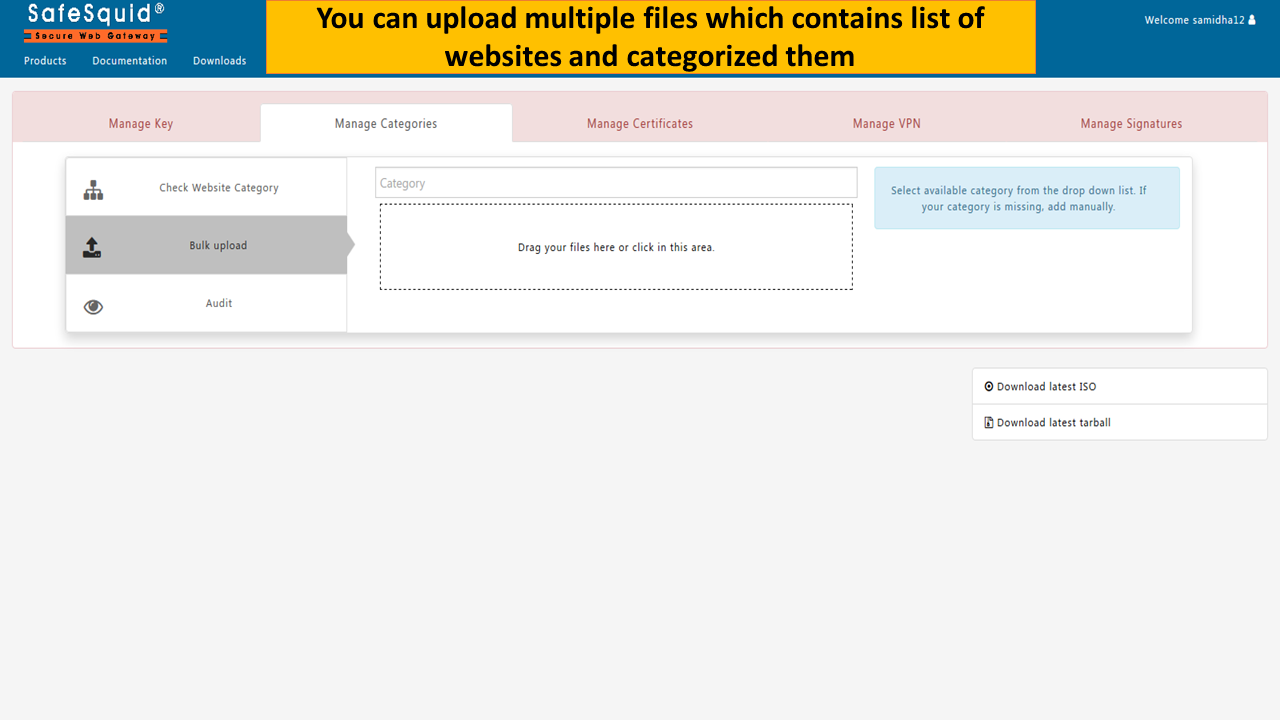 SafeSquid®
Secure Web Gateway
Products Documentation Downloads
You can upload multiple files which contains list of
websites and categorized them
Welcome samidha12
Manage Key Manage Categories Manage Certificates Manage VPN Manage Signatures
Check Website Category
Bulk upload
Audit
Category
Drag your files here or click in this area.
Select available category from the drop down list. If
your category is missing, add manually.
Download latest ISO
Download latest tarball